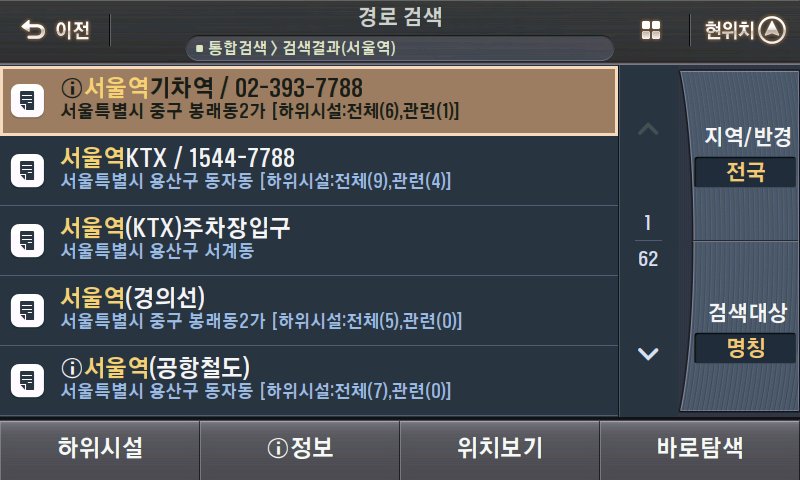 이전
경로 검색
현위치
■ 통합검색 > 검색결과(서울역)
ⓘ서울역기차역 / 02-393-7788
서울특별시 중구 봉래동2가 [하위시설:전체(6),관련(1)]
서울역KTX / 1544-7788
서울특별시 용산구 동자동 [하위시설:전체(9),관련(4)]
서울역(KTX)주차장입구
서울특별시 용산구 서계동
서울역(경의선)
서울특별시 중구 봉래동2가 [하위시설:전체(5),관련(0)]
ⓘ서울역(공항철도)
서울특별시 용산구 동자동 [하위시설:전체(7),관련(0)]
1
62
지역/반경
전국
검색대상
명칭
하위시설
ⓘ정보
위치보기
바로탐색